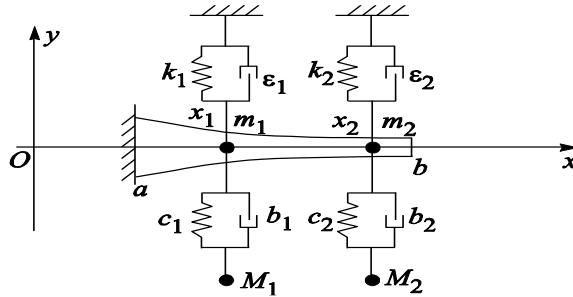 y
k₁ ε₁ k₂ ε₂
x₁ m₁ x₂ m₂
O a b x
c₁ b₁ c₂ b₂
M₁ M₂